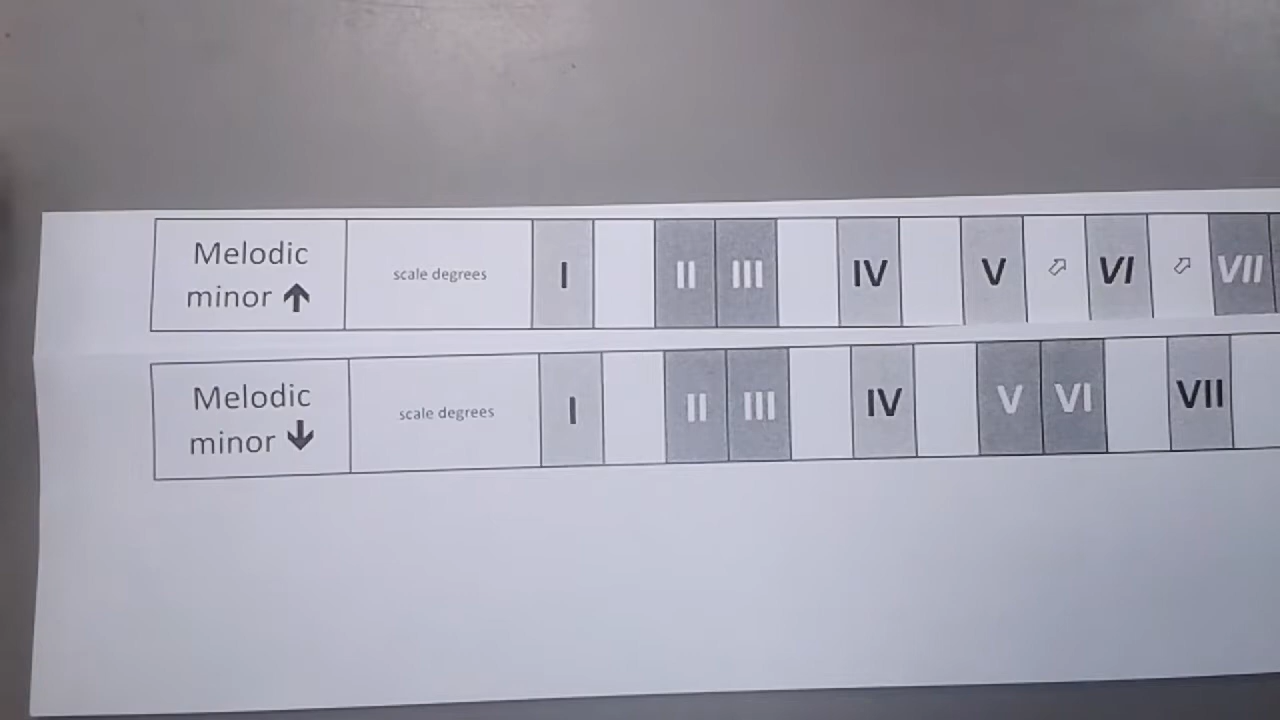 Melodic minor ↑ scale degrees I II III IV V ⬀ VI ⬀ VII
Melodic minor ↓ scale degrees I II III IV V VI VII